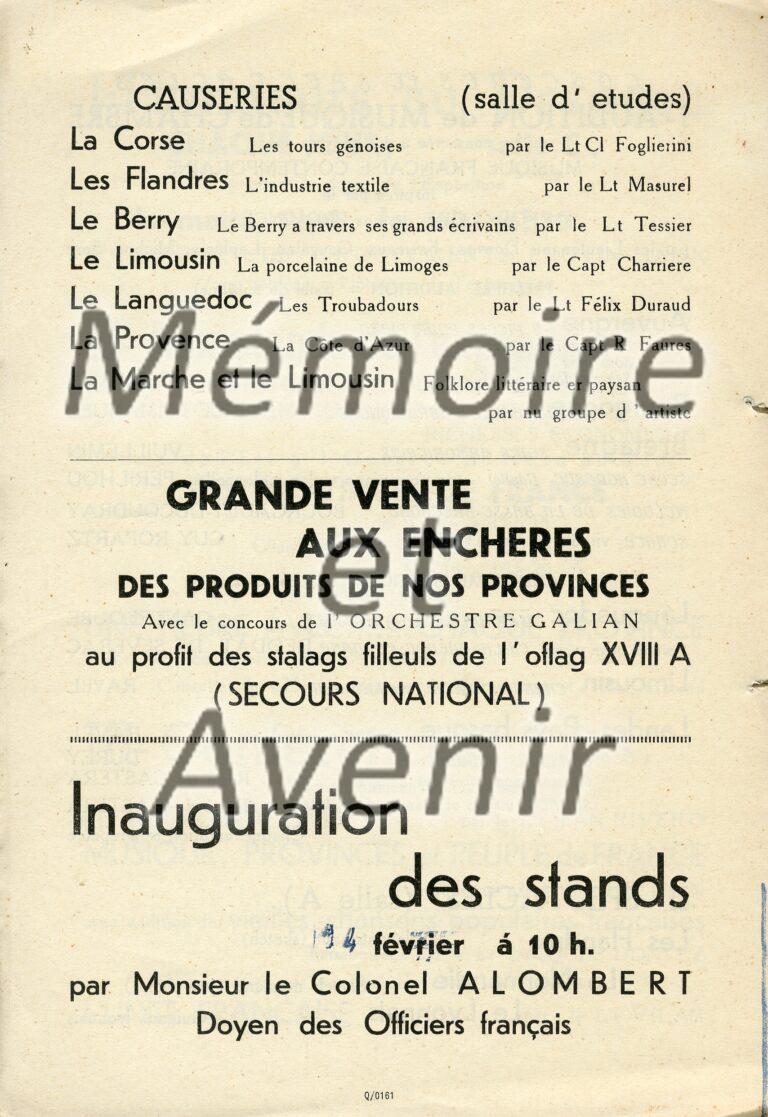 CAUSERIES (salle d' etudes)
La Corse Les tours génoises par le Lt Cl Foglierini
Les Flandres L'industrie textile par le Lt Masurel
Le Berry Le Berry a travers ses grands écrivains par le Lt Tessier
Le Limousin La porcelaine de Limoges par le Capt Charriere
Le Languedoc Les Troubadours par le Lt Félix Duraud
La Provence La Côte d'Azur par le Capt R Faures
La Marche et le Limousin Folklore littéraire er paysan
par nu groupe d'artiste
Mémoire
GRANDE VENTE
AUX ENCHERES
DES PRODUITS DE NOS PROVINCES
et
Avec le concours de l'ORCHESTRE GALIAN
au profit des stalags filleuls de l'oflag XVIII A
(SECOURS NATIONAL)
Avenir
Inauguration
des stands
février á 10 h.
par Monsieur le Colonel ALOMBERT
Doyen des Officiers français
Q/0161